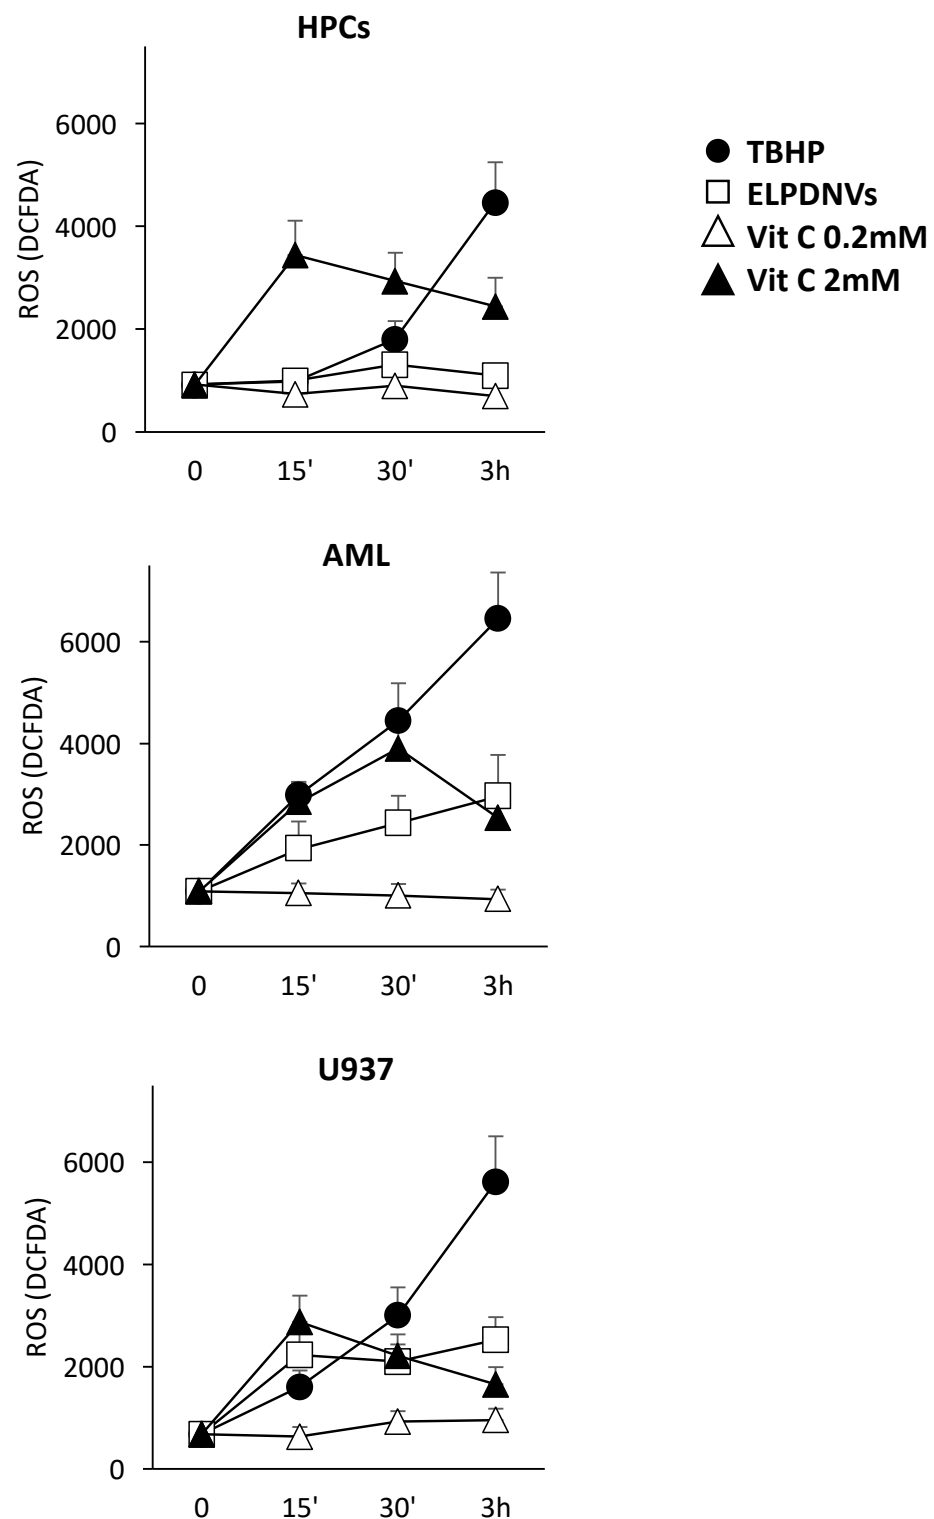 HPCs
6000
4000
2000
0
ROS (DCFDA)
0 15' 30' 3h
TBHP
ELPDNVs
Vit C 0.2mM
Vit C 2mM
AML
6000
4000
2000
0
ROS (DCFDA)
0 15' 30' 3h
U937
6000
4000
2000
0
ROS (DCFDA)
0 15' 30' 3h